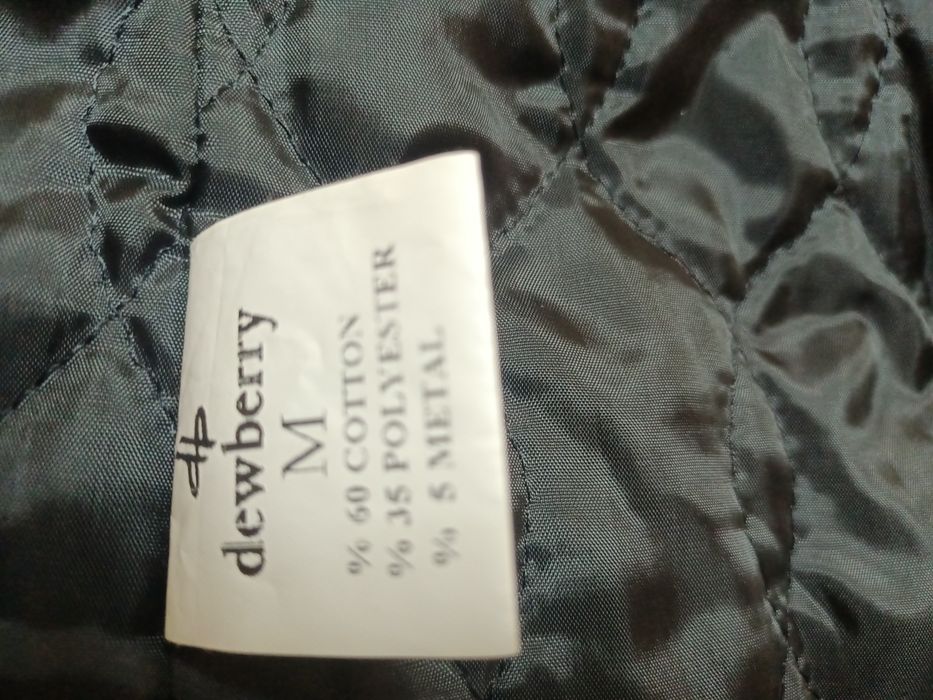 dewberry
M
% 60 COTTON
% 35 POLYESTER
% 5 METAL